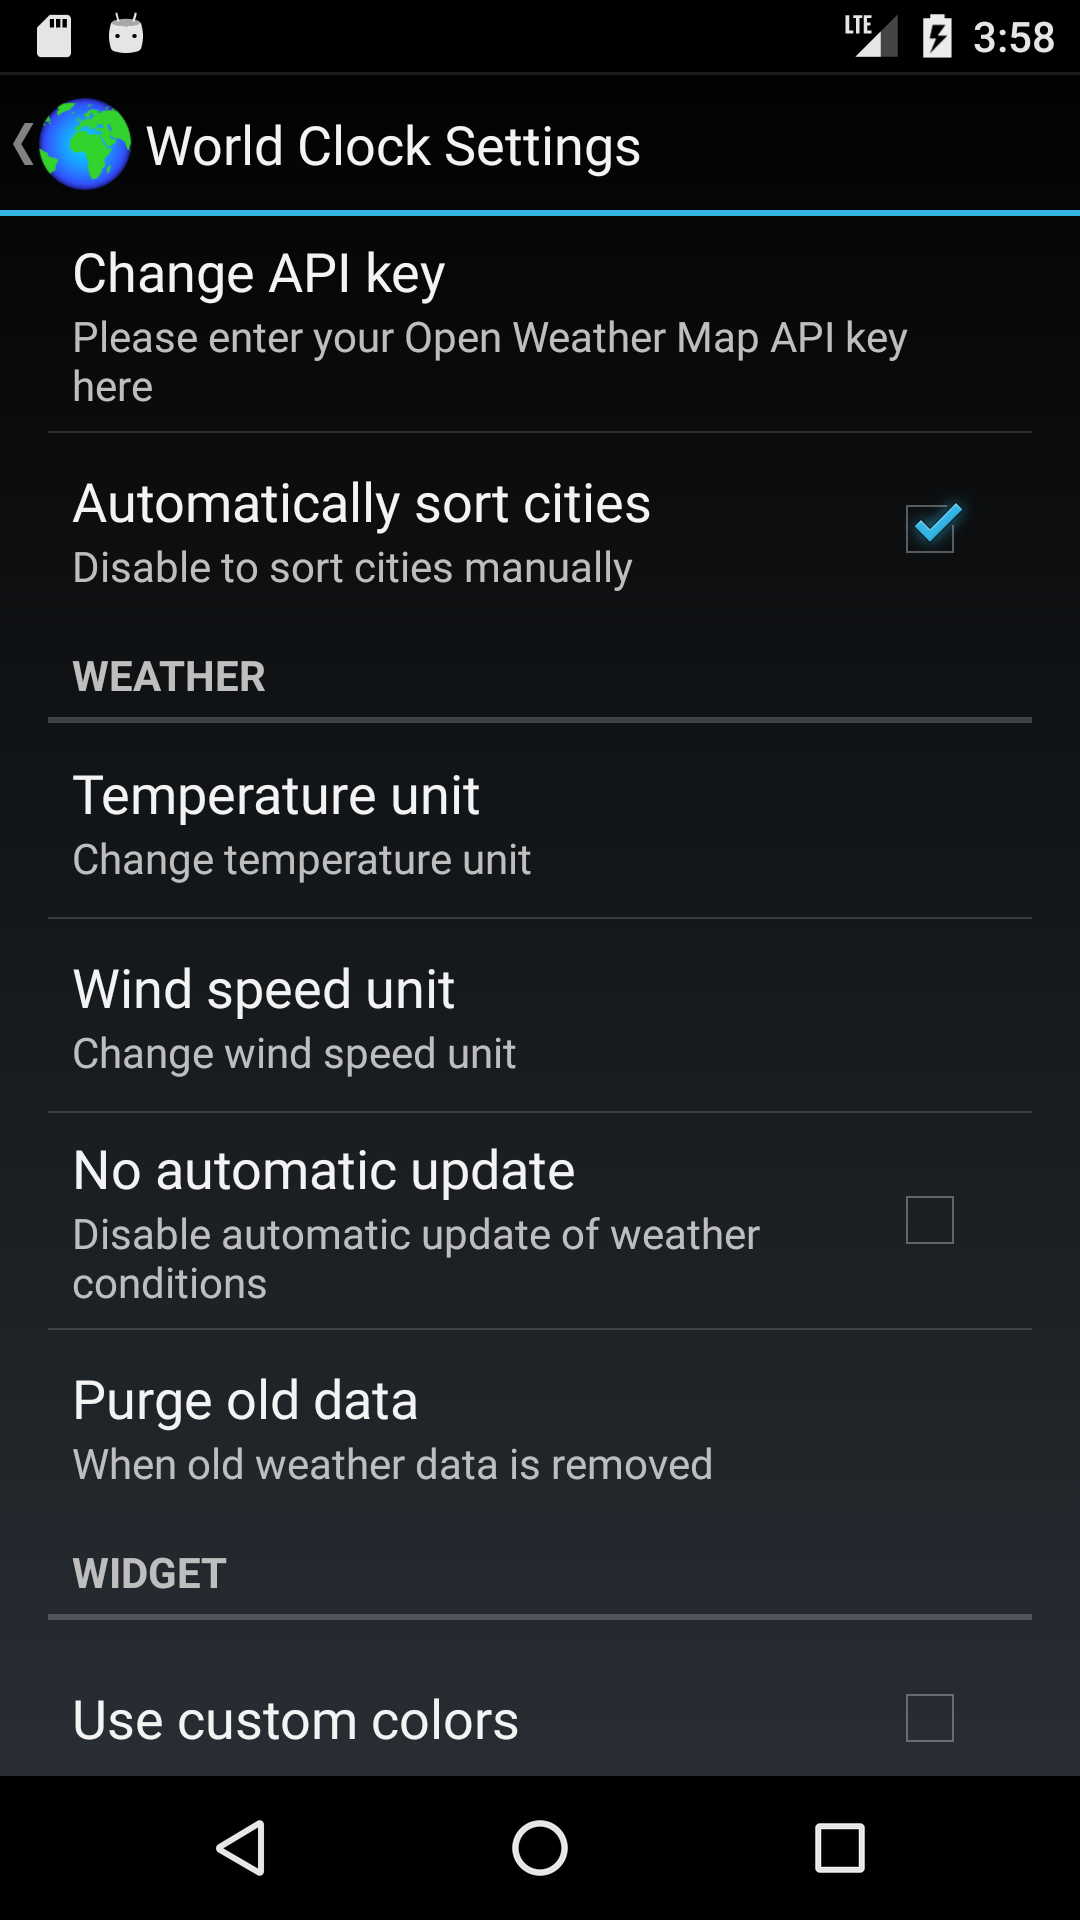 LTE 3:58
World Clock Settings
Change API key
Please enter your Open Weather Map API key
here
Automatically sort cities
Disable to sort cities manually
WEATHER
Temperature unit
Change temperature unit
Wind speed unit
Change wind speed unit
No automatic update
Disable automatic update of weather
conditions
Purge old data
When old weather data is removed
WIDGET
Use custom colors